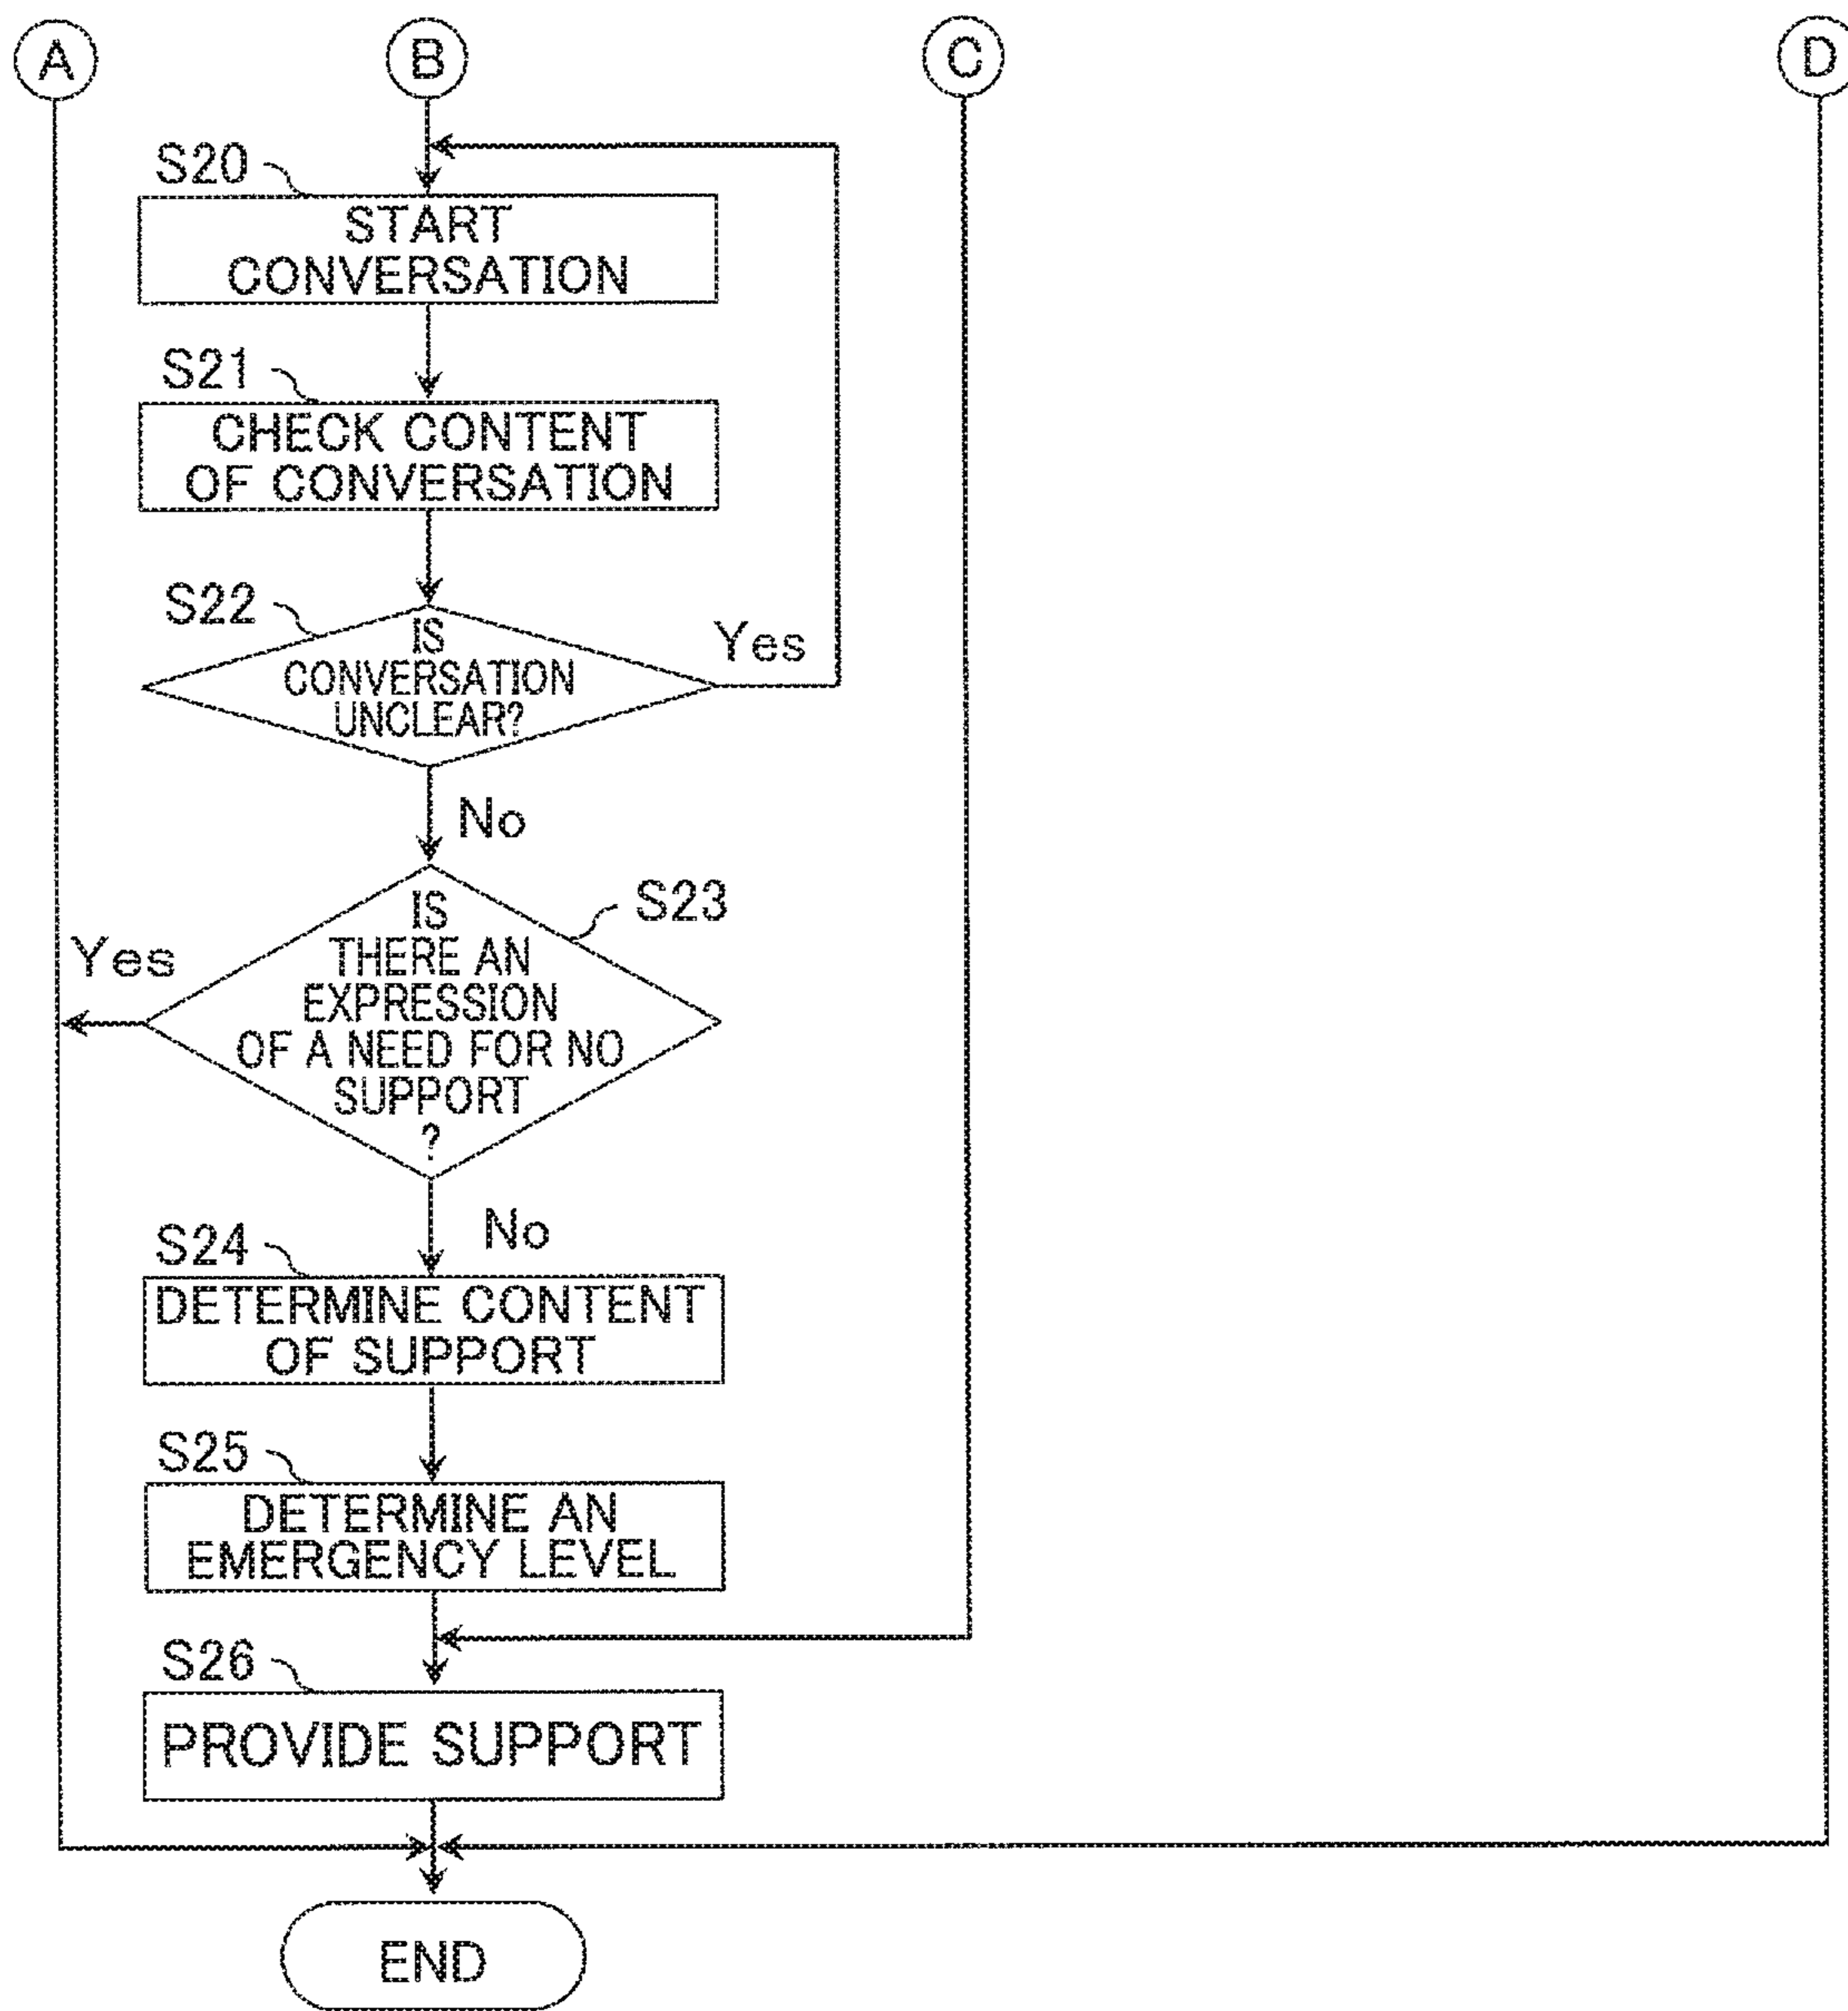 A
B
C
D
S20
START
CONVERSATION
S21
CHECK CONTENT
OF CONVERSATION
S22
IS
CONVERSATION
UNCLEAR?
Yes
No
S23
IS
THERE AN
EXPRESSION
OF A NEED FOR NO
SUPPORT
?
Yes
No
S24
DETERMINE CONTENT
OF SUPPORT
S25
DETERMINE AN
EMERGENCY LEVEL
S26
PROVIDE SUPPORT
END